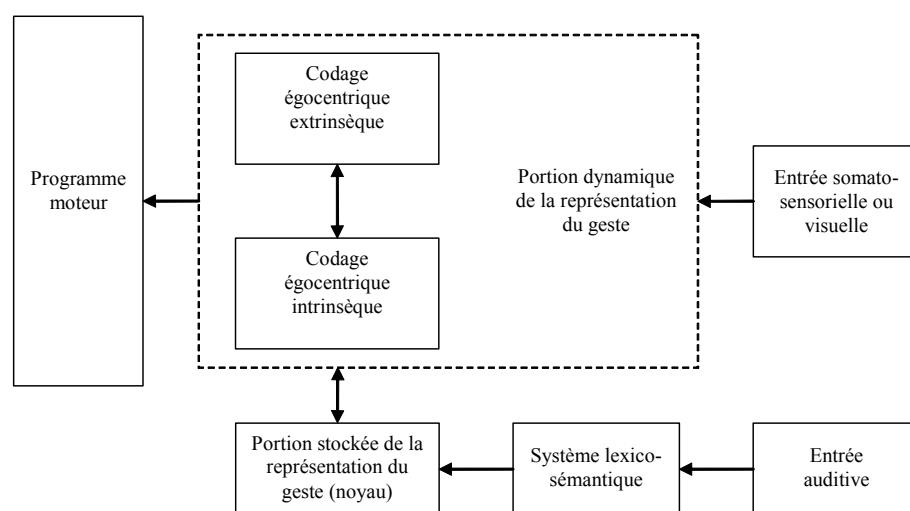 Codage
égocentrique
extrinsèque
Programme
moteur
Portion dynamique
de la représentation
du geste
Entrée somato-
sensorielle ou
visuelle
Codage
égocentrique
intrinsèque
Portion stockée de la
représentation du
geste (noyau)
Système lexico-
sémantique
Entrée
auditive